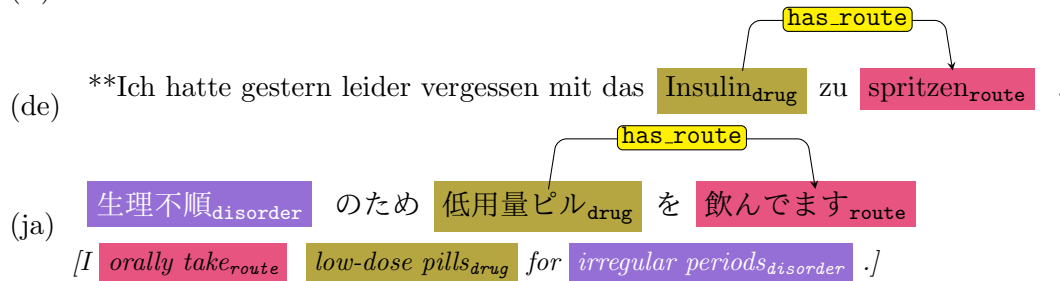 has_route
(de) **Ich hatte gestern leider vergessen mit das Insulin drug zu spritzen route .
has_route
(ja) 生理不順 disorder のため 低用量ピル drug を 飲んでます route
[I orally take route low-dose pills drug for irregular periods disorder .]